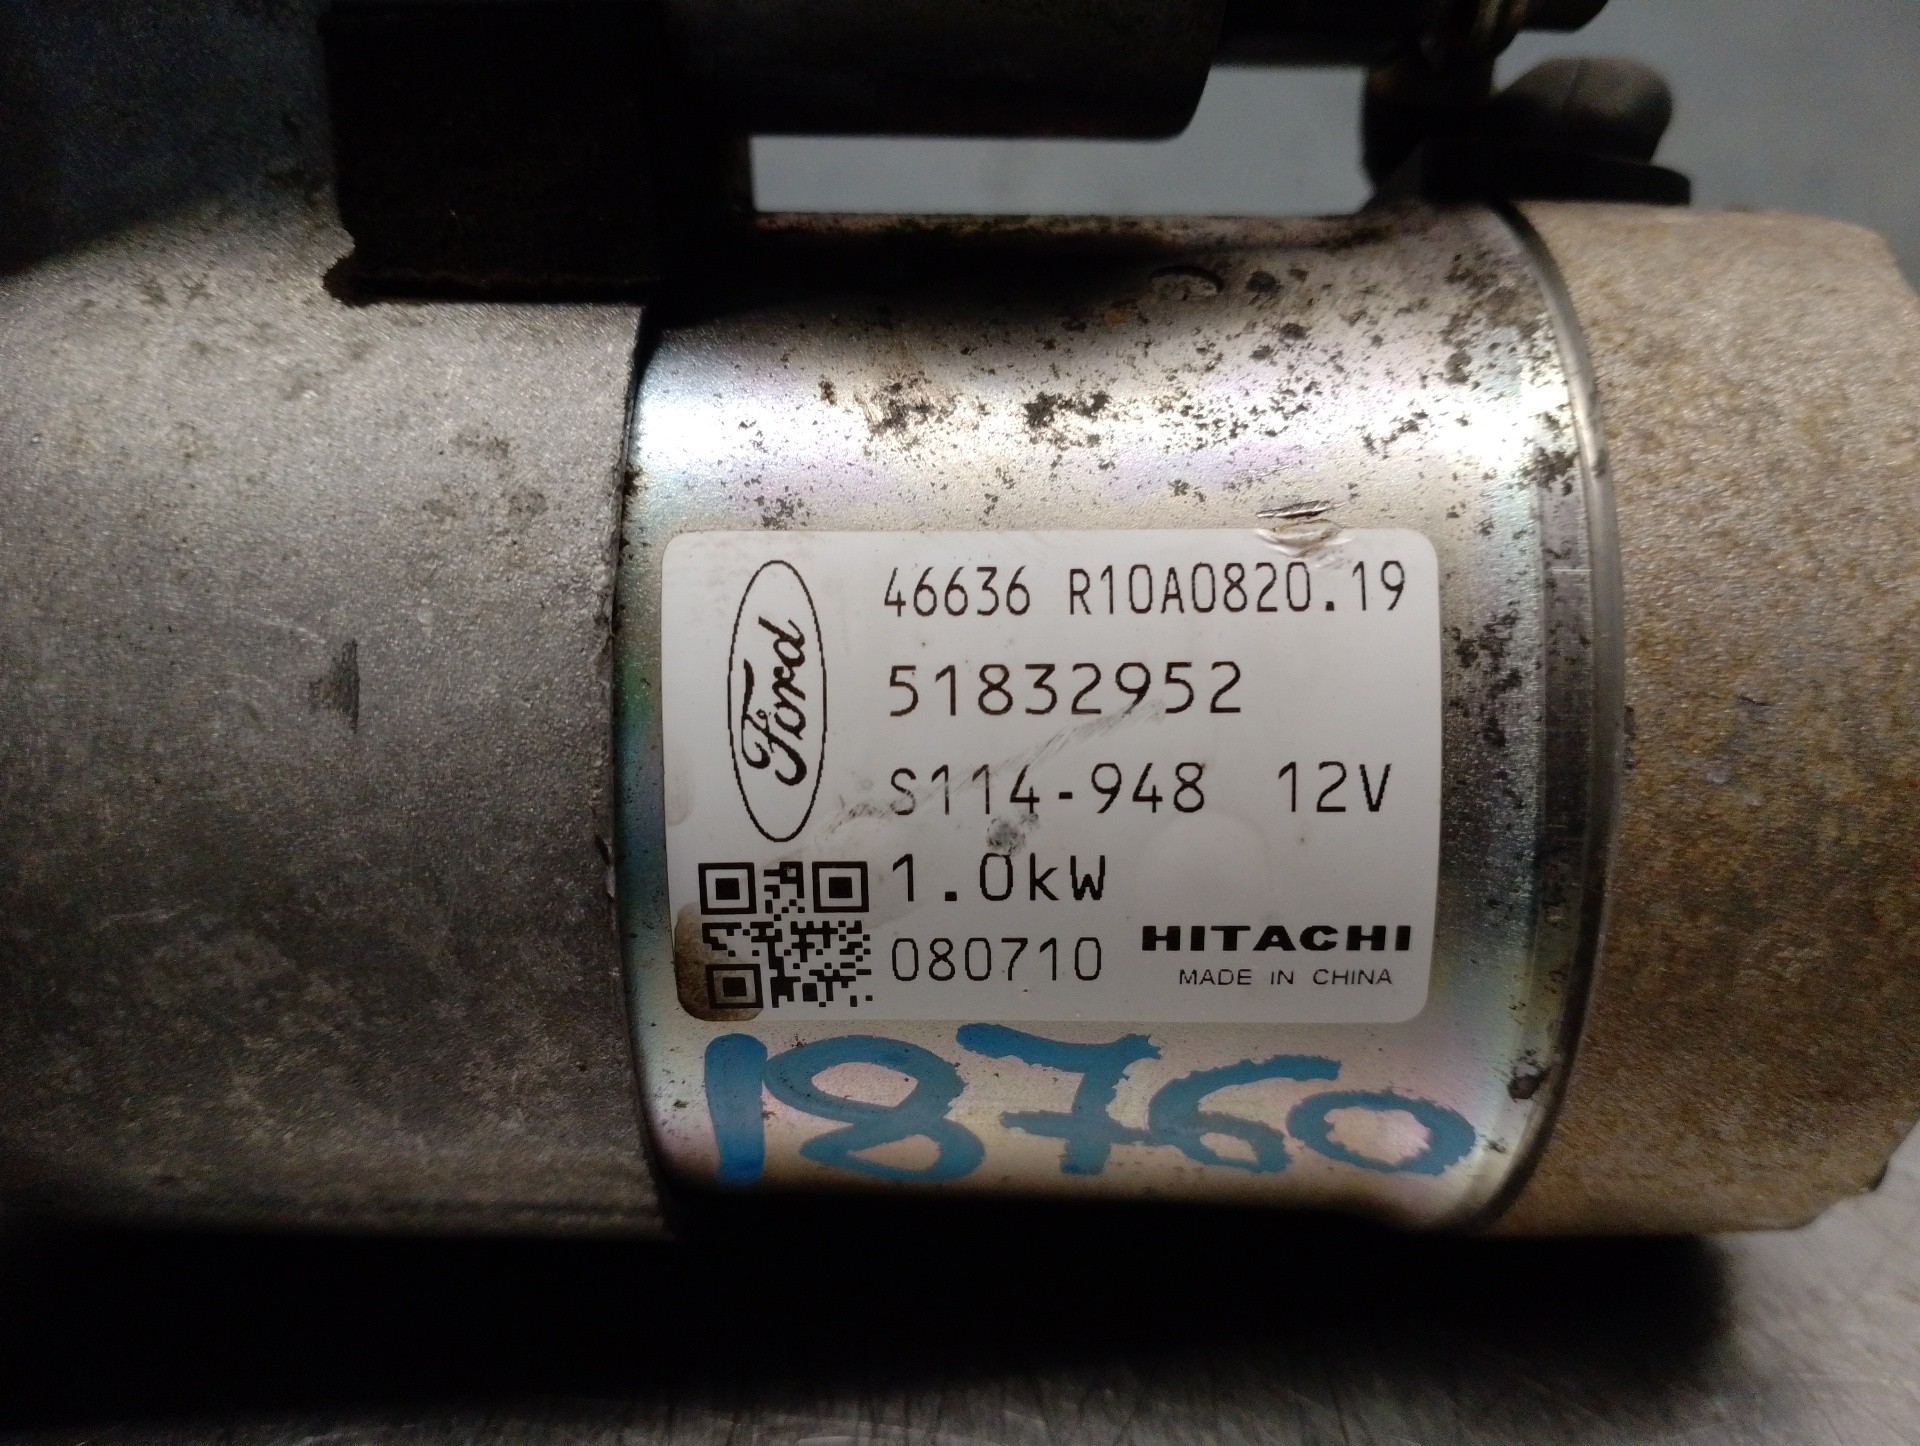 Ford
46636 R10A0820.19
51832952
S114-948 12V
1.0kW
080710 HITACHI
MADE IN CHINA
18760